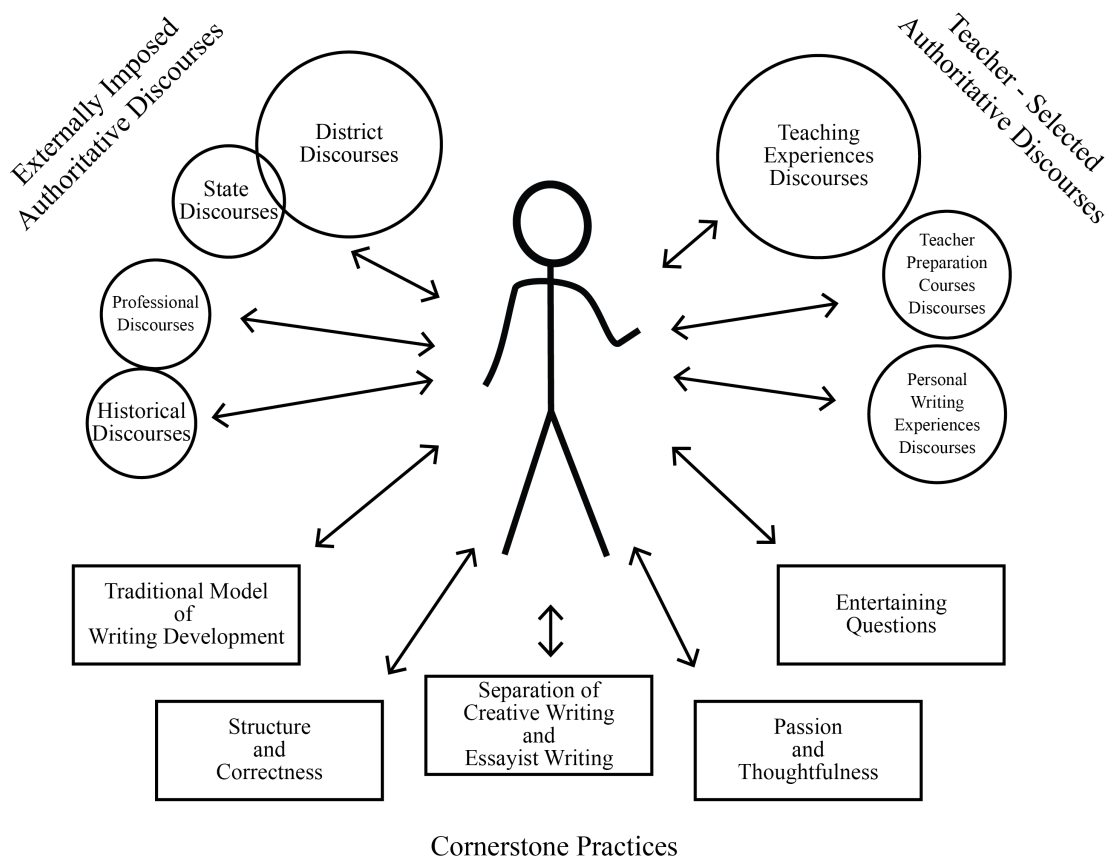 Externally Imposed
Authoritative Discourses
Teacher - Selected
Authoritative Discourses
District
Discourses
State
Discourses
Professional
Discourses
Historical
Discourses
Teaching
Experiences
Discourses
Teacher
Preparation
Courses
Discourses
Personal
Writing
Experiences
Discourses
Traditional Model
of
Writing Development
Structure
and
Correctness
Separation of
Creative Writing
and
Essayist Writing
Passion
and
Thoughtfulness
Entertaining
Questions
Cornerstone Practices